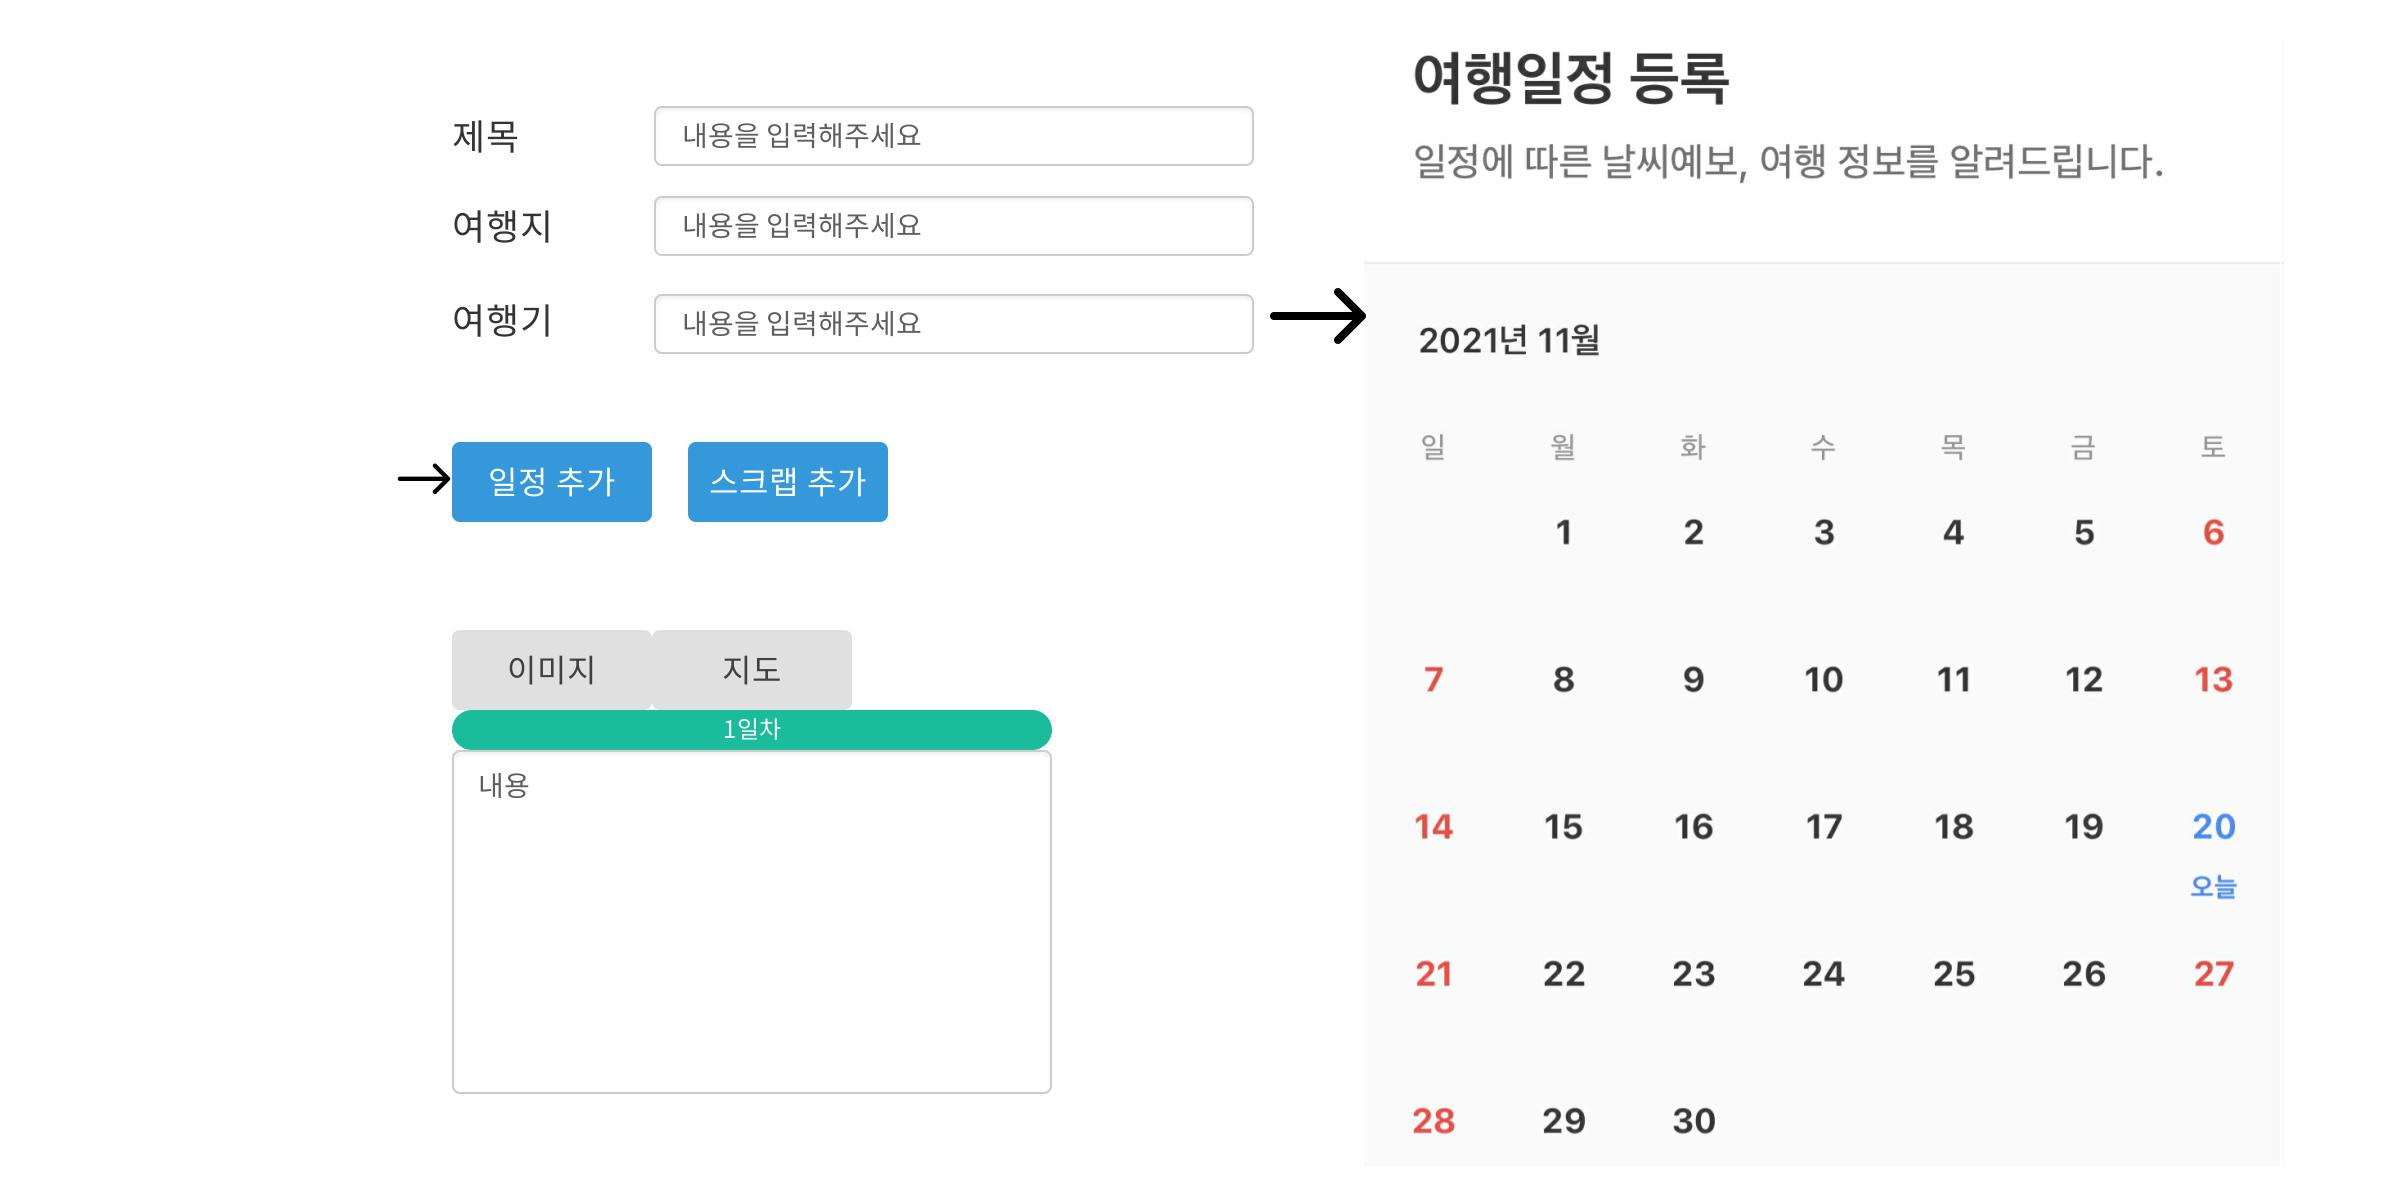 제목
내용을 입력해주세요
여행지
내용을 입력해주세요
여행기
내용을 입력해주세요
일정 추가
스크랩 추가
이미지
지도
1일차
내용
여행일정 등록
일정에 따른 날씨예보, 여행 정보를 알려드립니다.
2021년 11월
일 월 화 수 목 금 토
1 2 3 4 5 6
7 8 9 10 11 12 13
14 15 16 17 18 19 20
오늘
21 22 23 24 25 26 27
28 29 30